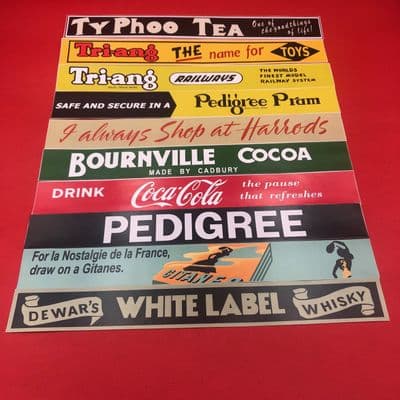 TYPHOO TEA One of the good things of life!
Tri-ang THE name for TOYS
Tri-ang RAILWAYS THE WORLDS
FINEST MODEL
RAILWAY SYSTEM
SAFE AND SECURE IN A Pedigree Pram
I always Shop at Harrods
BOURNVILLE COCOA
MADE BY CADBURY
DRINK Coca-Cola the pause
that refreshes
PEDIGREE
For la Nostalgie de la France,
draw on a Gitanes.
GITANES
DEWAR'S WHITE LABEL WHISKY